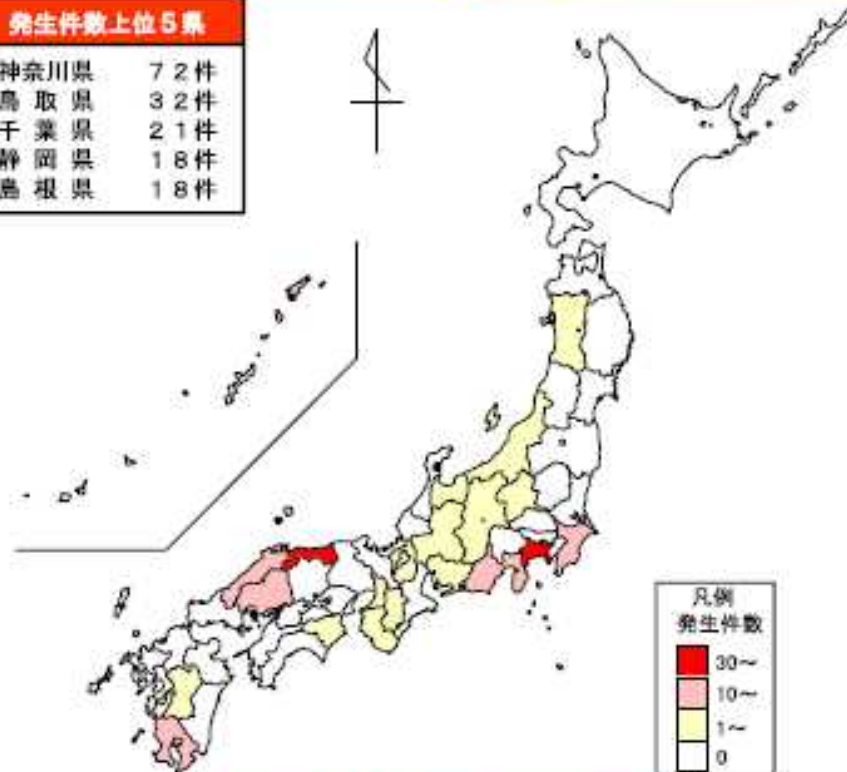 発生件数上位5県
神奈川県 72件
鳥取県 32件
千葉県 21件
静岡県 18件
島根県 18件
凡例
発生件数
30~
10~
1~
0